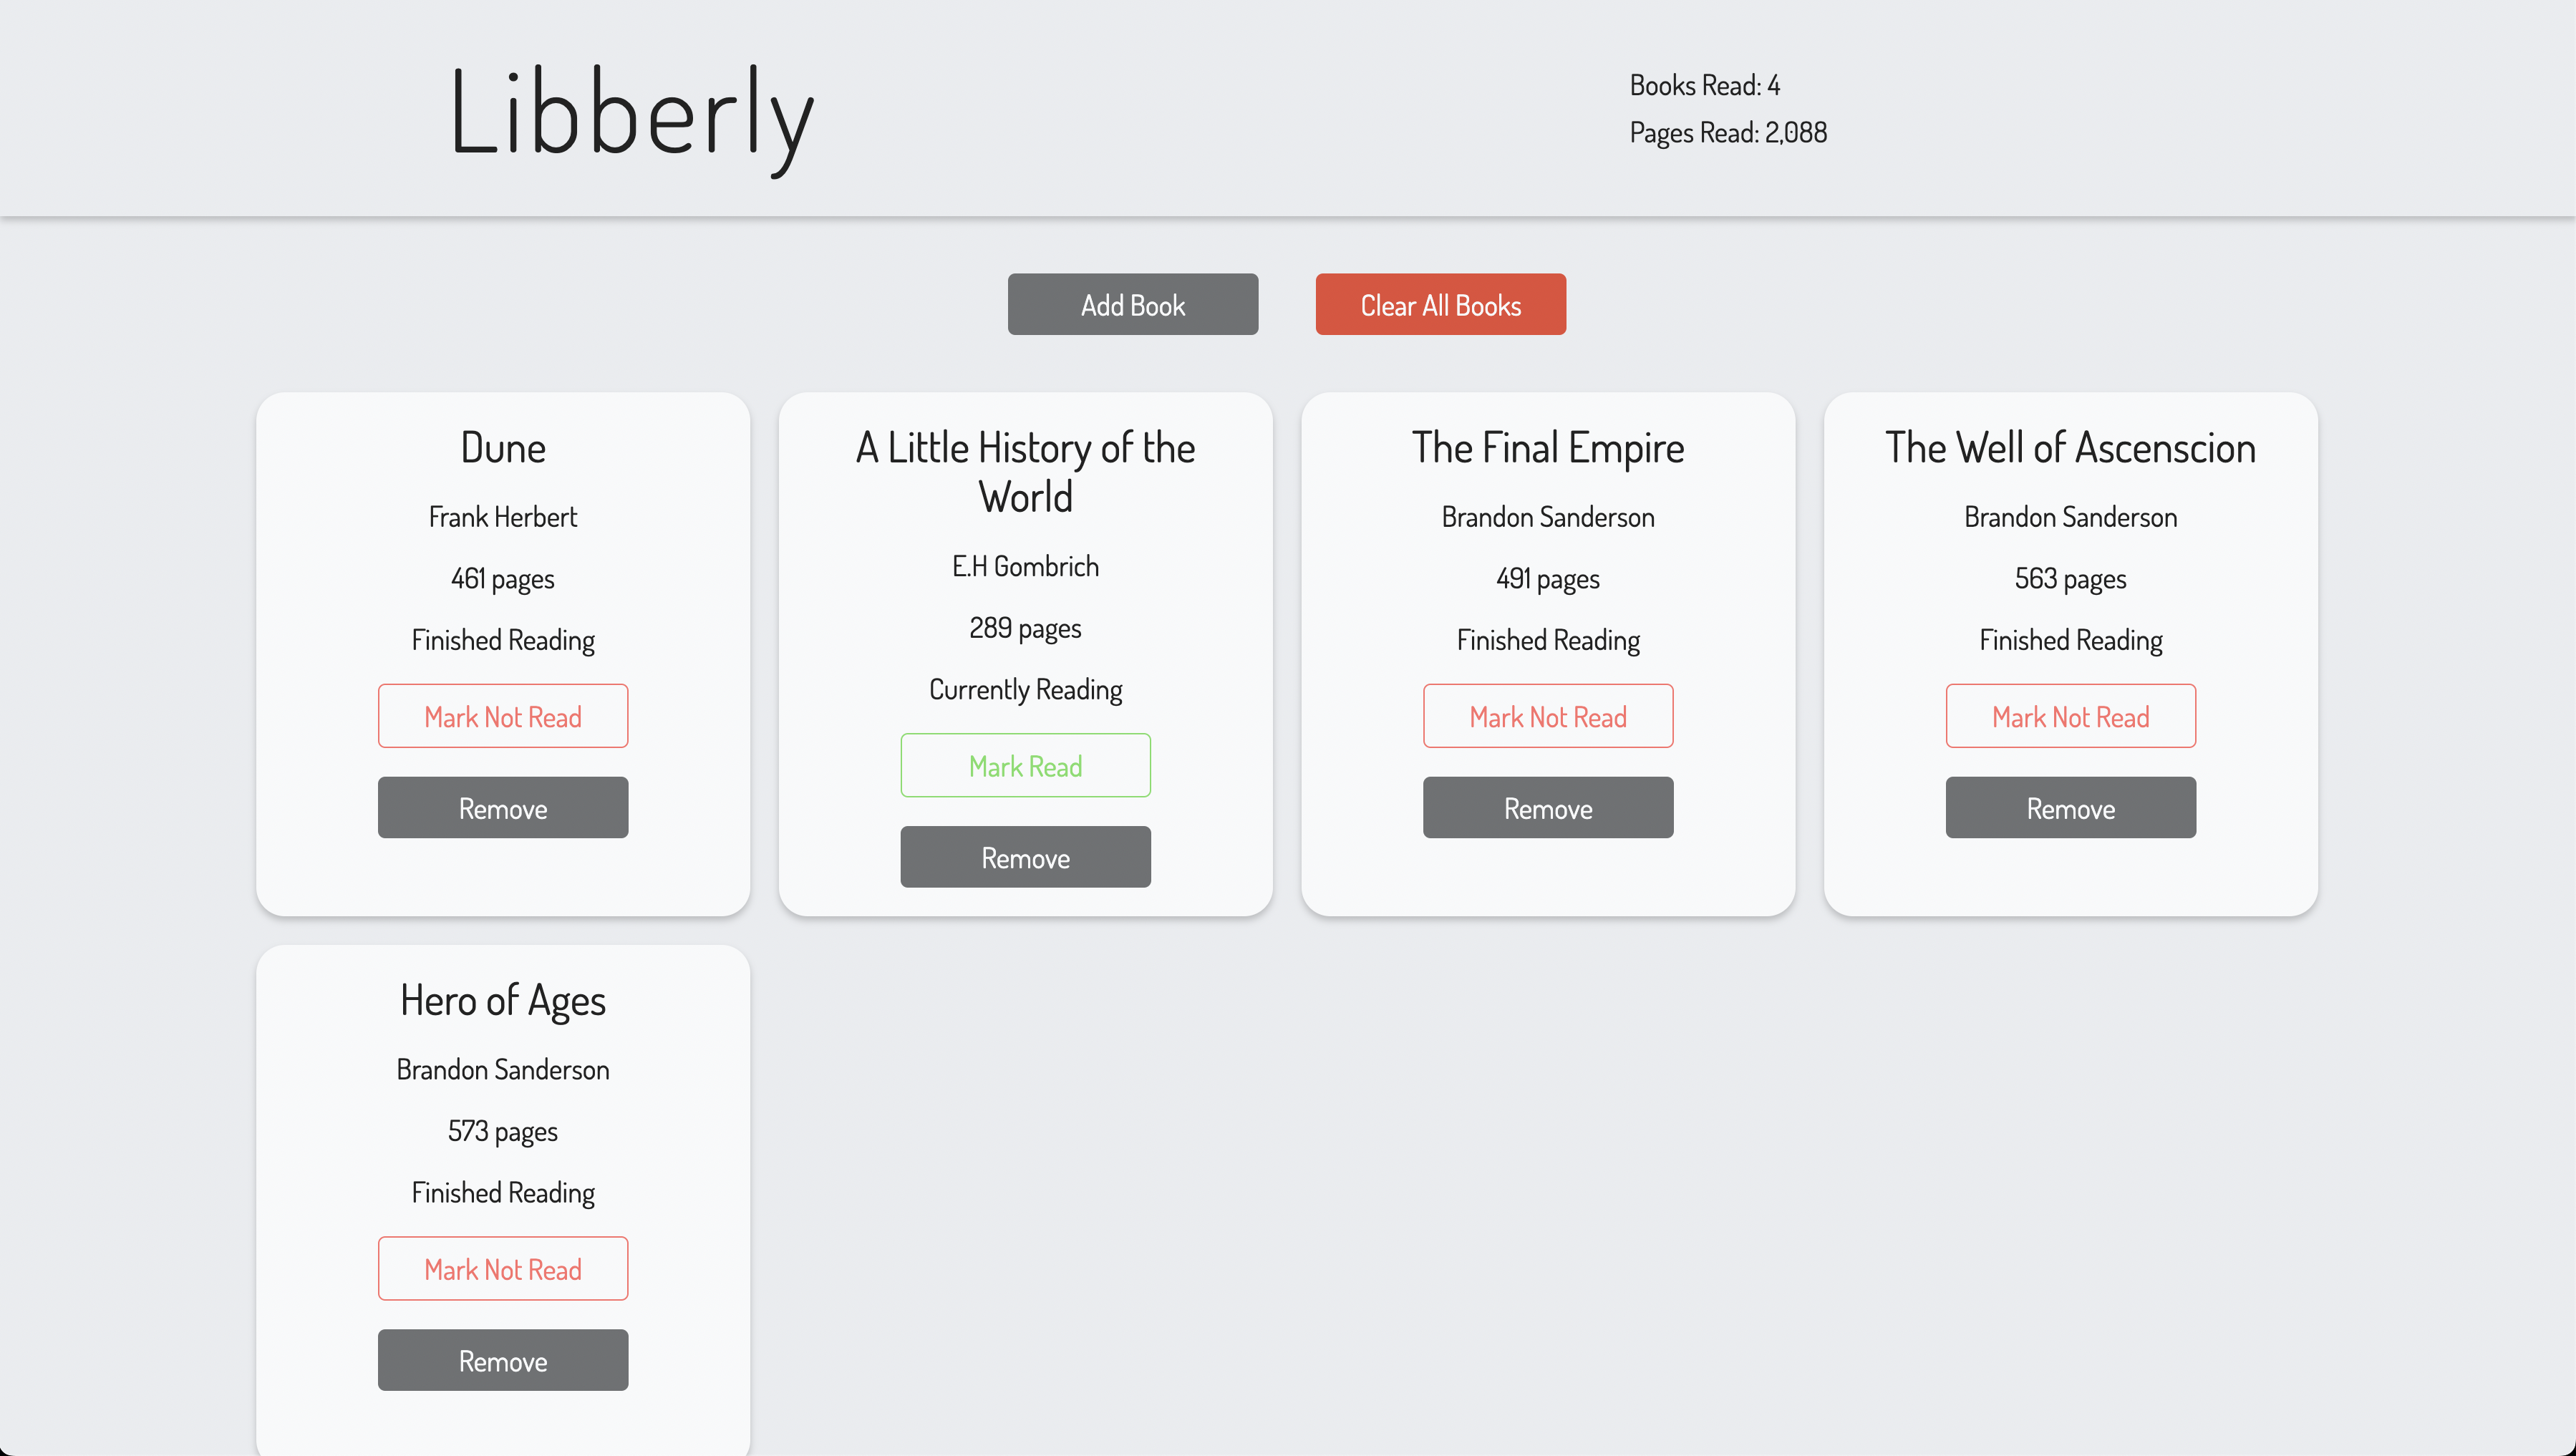 Libberly
Books Read: 4
Pages Read: 2,088
Add Book
Clear All Books
Dune
Frank Herbert
461 pages
Finished Reading
Mark Not Read
Remove
A Little History of the
World
E.H Gombrich
289 pages
Currently Reading
Mark Read
Remove
The Final Empire
Brandon Sanderson
491 pages
Finished Reading
Mark Not Read
Remove
The Well of Ascenscion
Brandon Sanderson
563 pages
Finished Reading
Mark Not Read
Remove
Hero of Ages
Brandon Sanderson
573 pages
Finished Reading
Mark Not Read
Remove